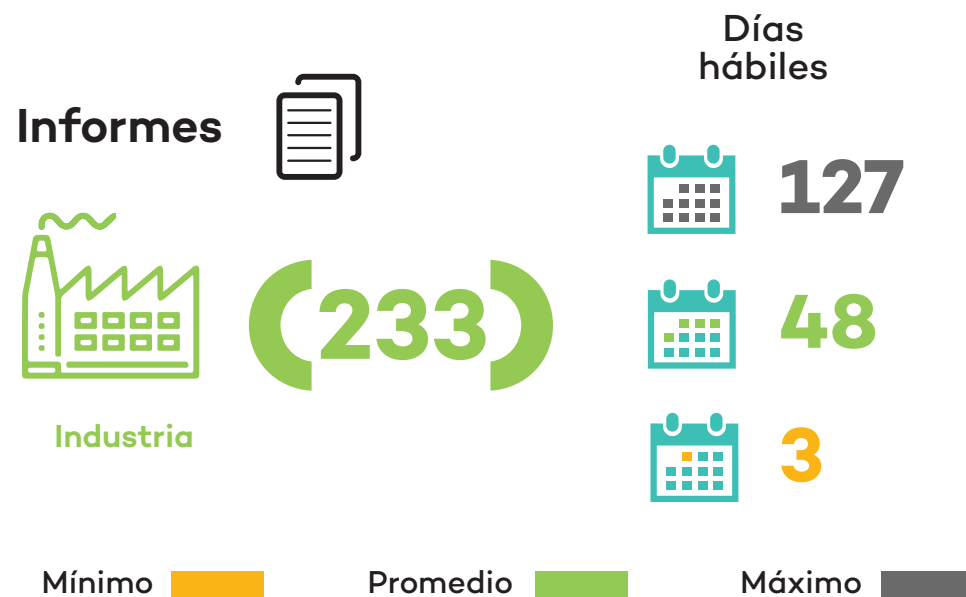 Días
hábiles
Informes
127
(233)
48
Industria
3
Mínimo
Promedio
Máximo